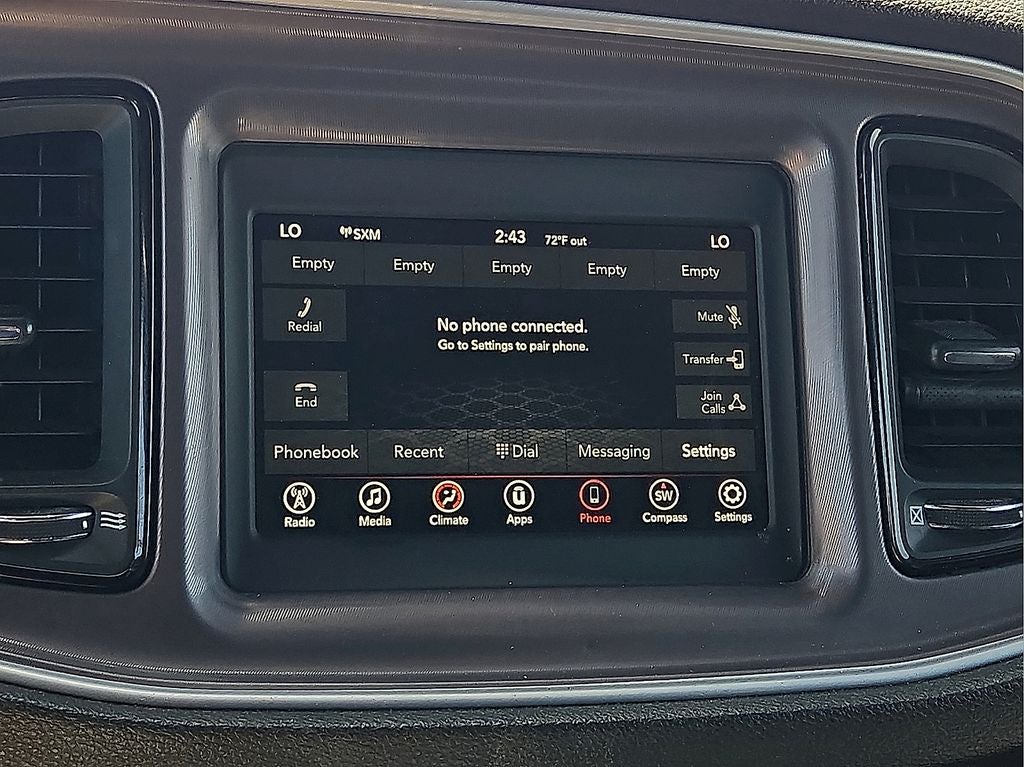 LO SXM 2:43 72°F out LO
Empty Empty Empty Empty Empty
Redial
Mute
No phone connected.
Go to Settings to pair phone.
Transfer
End
Join
Calls
Phonebook Recent Dial Messaging Settings
Radio Media Climate Apps Phone SW Compass Settings